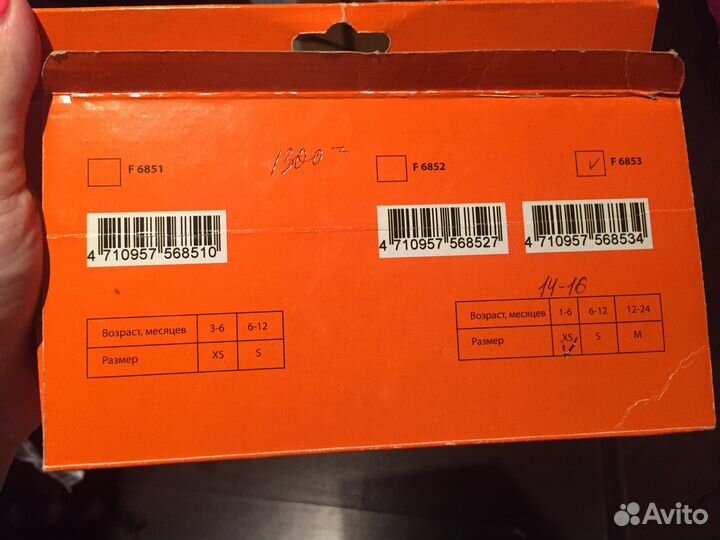 F 6851
1300-
F 6852
✓ F 6853
4 710957 568510
4 710957 568527
4 710957 568534
14-16
Возраст, месяцев 3-6 6-12
Размер XS S
Возраст, месяцев 1-6 6-12 12-24
Размер XS S M
Avito